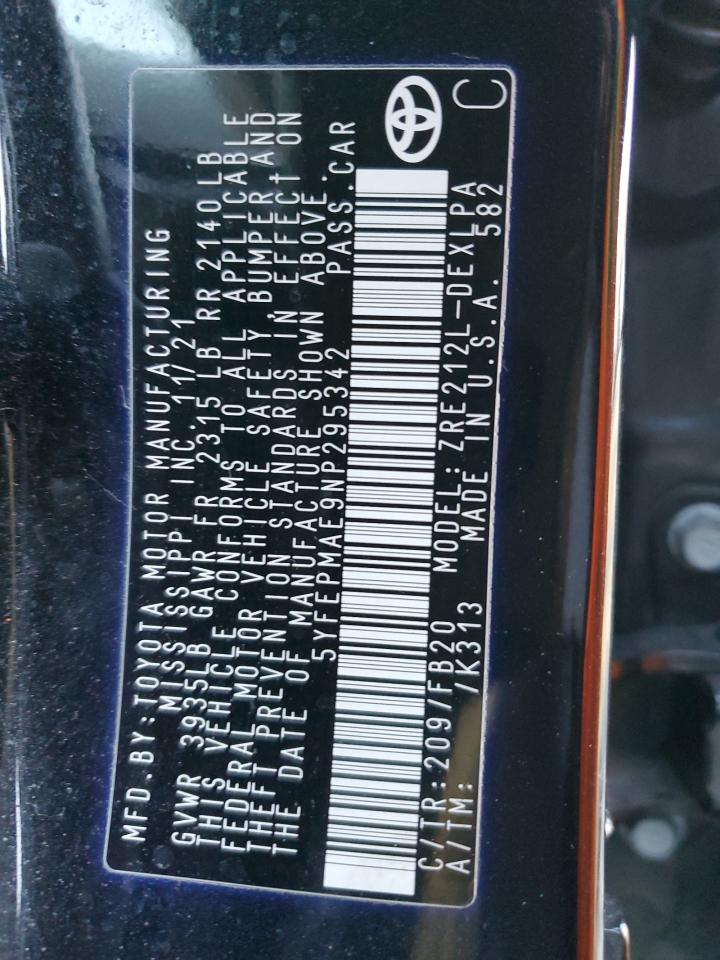 MFD.BY:TOYOTA MOTOR MANUFACTURING
MISSISSIPPI INC. 11/21
GVWR 3935LB GAWR FR 2315 LB RR 2140LB
THIS VEHICLE CONFORMS TO ALL APPLICABLE
FEDERAL MOTOR VEHICLE SAFETY, BUMPER AND
THEFT PREVENTION STANDARDS IN EFFECT ON
THE DATE OF MANUFACTURE SHOWN ABOVE.
5YFEPMAE9NP295342 PASS.CAR
C/TR:209/FB20 MODEL:ZRE212L-DEXLPA
A/TM: /K313 MADE IN U.S.A. 582
C